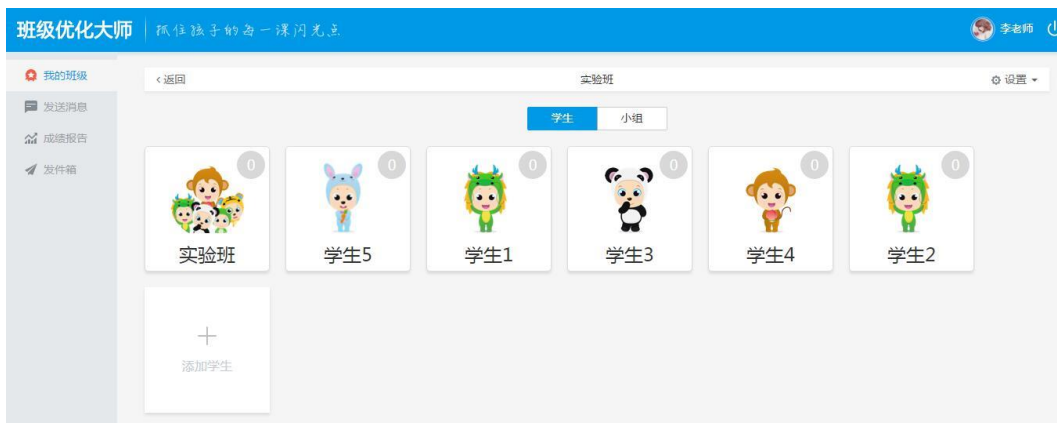 班级优化大师 抓住孩子的每一课闪光点 李老师
我的班级
发送消息
成绩报告
发件箱
<返回 实验班 设置
学生 小组
0 0 0 0 0 0
实验班 学生5 学生1 学生3 学生4 学生2
+
添加学生